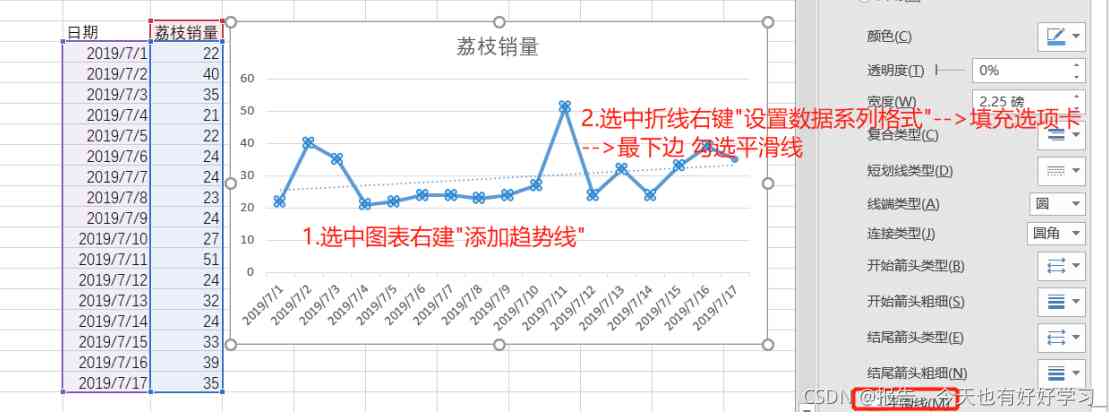 日期 荔枝销量
2019/7/1 22
2019/7/2 40
2019/7/3 35
2019/7/4 21
2019/7/5 22
2019/7/6 24
2019/7/7 24
2019/7/8 23
2019/7/9 24
2019/7/10 27
2019/7/11 51
2019/7/12 24
2019/7/13 32
2019/7/14 24
2019/7/15 33
2019/7/16 39
2019/7/17 35
荔枝销量
60
50
40
30
20
10
0
2019/7/1 2019/7/2 2019/7/3 2019/7/4 2019/7/5 2019/7/6 2019/7/7 2019/7/8 2019/7/9 2019/7/10 2019/7/11 2019/7/12 2019/7/13 2019/7/14 2019/7/15 2019/7/16 2019/7/17
1.选中图表右建"添加趋势线"
2.选中折线右键"设置数据系列格式"-->填充选项卡
-->最下边 勾选平滑线
颜色(C)
透明度(T) 0%
宽度(W) 2.25 磅
复合类型(C)
短划线类型(D)
线端类型(A) 圆
连接类型(J) 圆角
开始箭头类型(B)
开始箭头粗细(S)
结尾箭头类型(E)
结尾箭头粗细(N)
平滑线(M)
CSDN @报告，今天也有好好学习